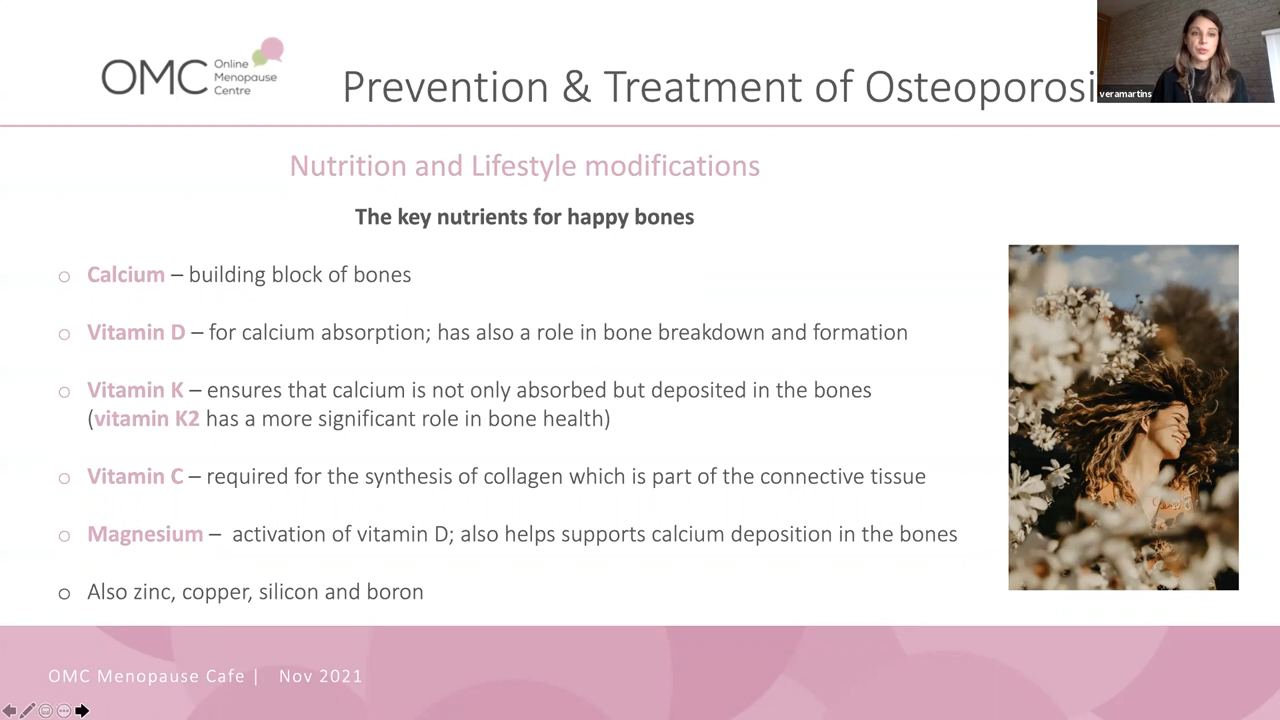 OMC Online
Menopause
Centre
Prevention & Treatment of Osteoporosi
veramartins
Nutrition and Lifestyle modifications
The key nutrients for happy bones
Calcium – building block of bones
Vitamin D – for calcium absorption; has also a role in bone breakdown and formation
Vitamin K – ensures that calcium is not only absorbed but deposited in the bones
(vitamin K2 has a more significant role in bone health)
Vitamin C – required for the synthesis of collagen which is part of the connective tissue
Magnesium – activation of vitamin D; also helps supports calcium deposition in the bones
Also zinc, copper, silicon and boron
OMC Menopause Cafe | Nov 2021